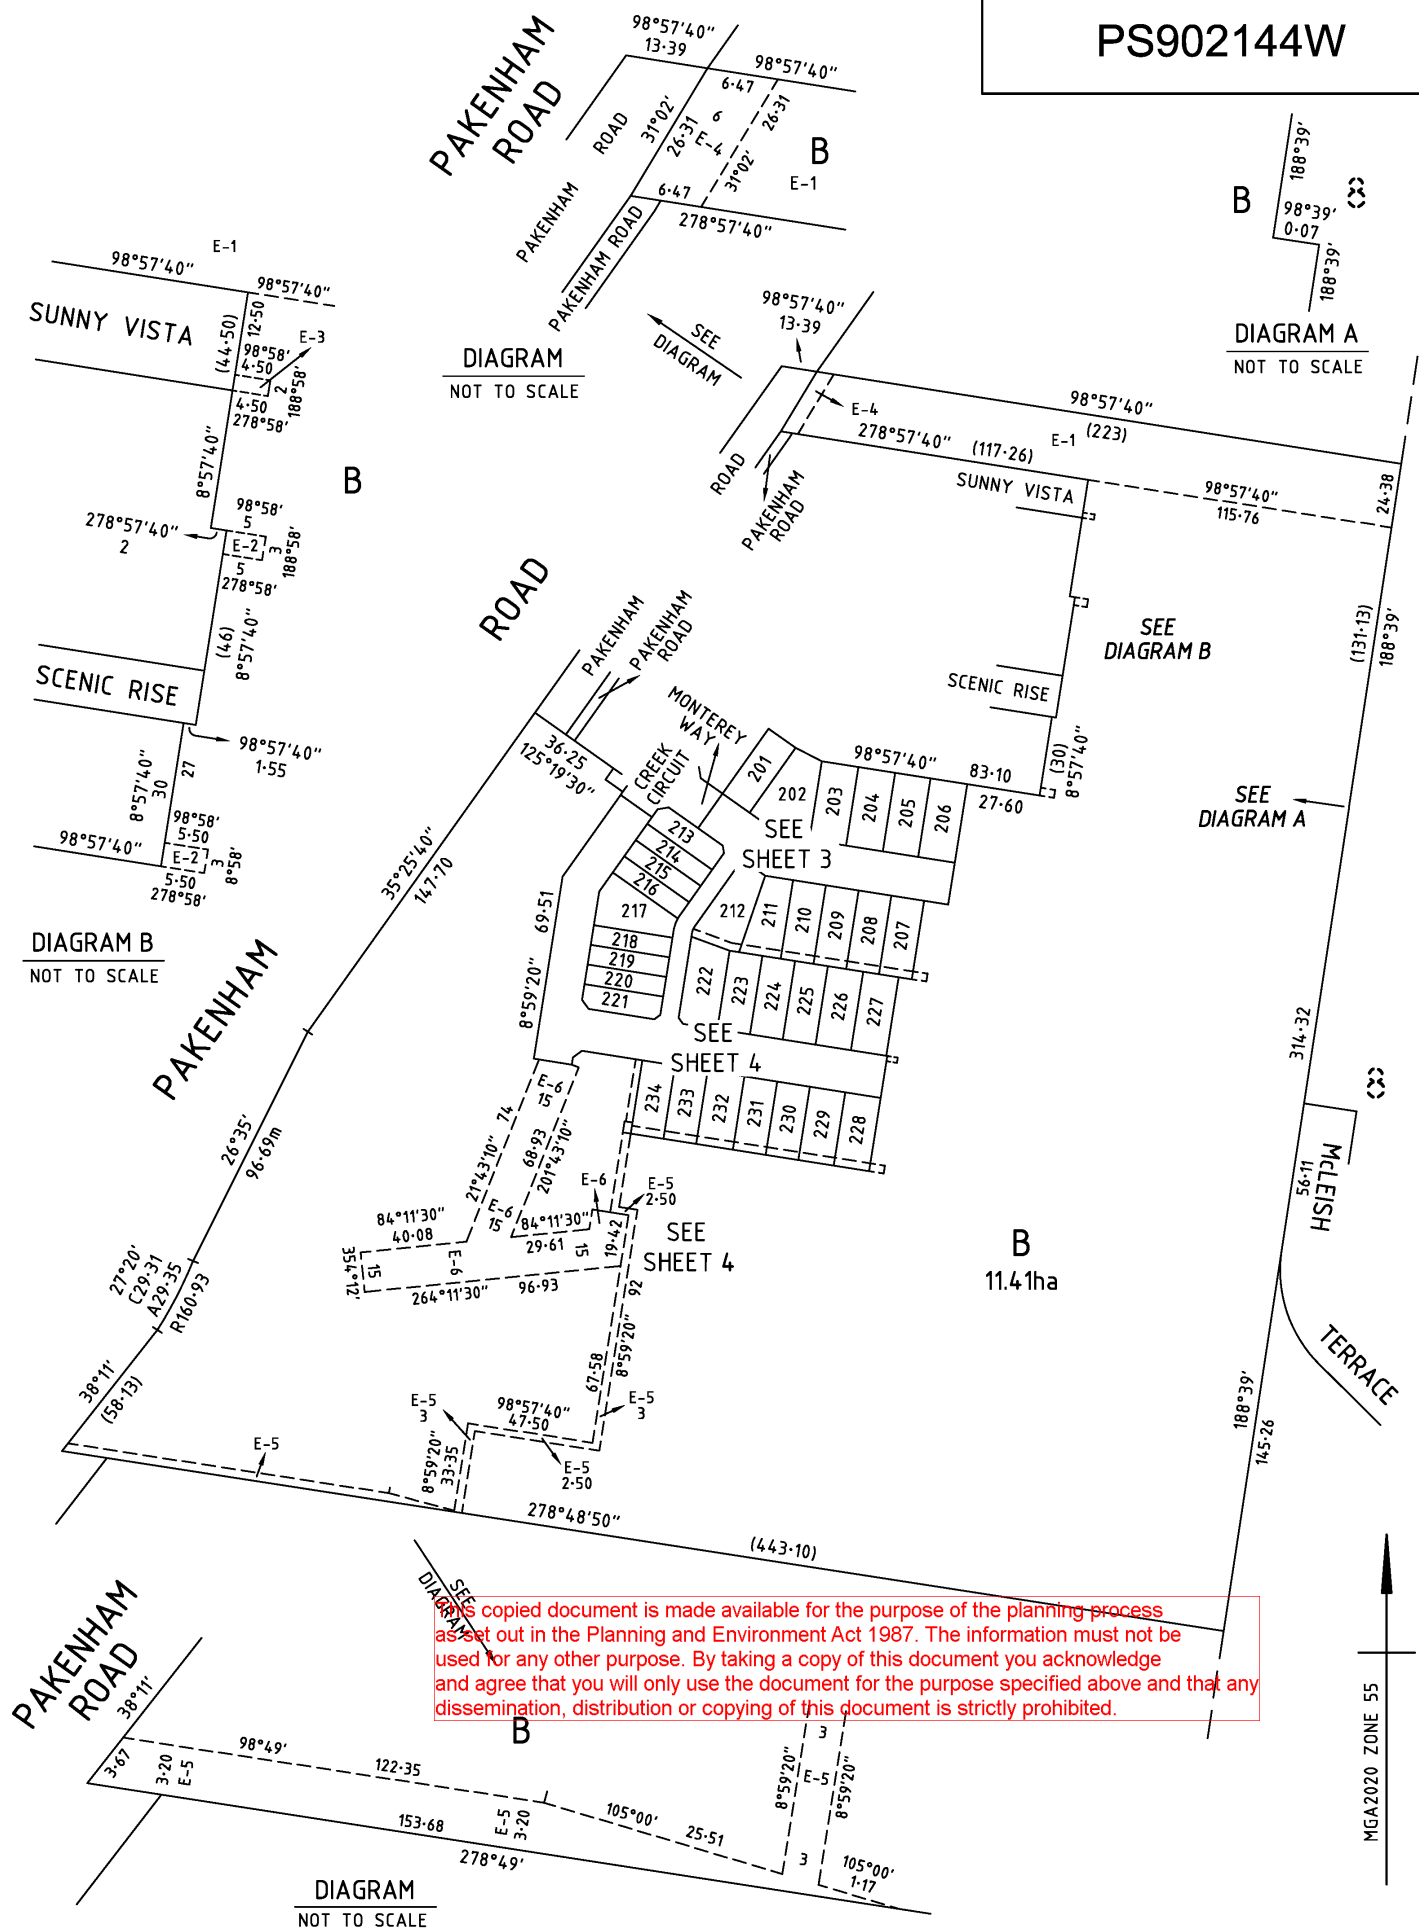 PS902144W
PAKENHAM
ROAD
98°57'40"
13·39
98°57'40"
6·47
ROAD
31°02'
26·31
6
E-4
26·31
31°02'
B
E-1
6·47
278°57'40"
PAKENHAM
PAKENHAM ROAD
DIAGRAM
NOT TO SCALE
188°39'
B
98°39'
0·07
188°39'
DIAGRAM A
NOT TO SCALE
E-1
98°57'40"
98°57'40"
SUNNY VISTA
(44·50)
12·50
E-3
98°58'
4·50
2
188°58'
4·50
278°58'
8°57'40"
B
98°58'
5
278°57'40"
2
E-2
3
188°58'
5
278°58'
(46)
8°57'40"
SCENIC RISE
98°57'40"
1·55
8°57'40"
30
27
98°57'40"
98°58'
5·50
E-2
3
8°58'
5·50
278°58'
DIAGRAM B
NOT TO SCALE
SEE
DIAGRAM
98°57'40"
13·39
E-4
98°57'40"
(223)
E-1
278°57'40"
(117·26)
ROAD
PAKENHAM
ROAD
SUNNY VISTA
98°57'40"
115·76
24·38
(131·13)
188°39'
SEE
DIAGRAM B
SCENIC RISE
(30)
8°57'40"
SEE
DIAGRAM A
ROAD
PAKENHAM
PAKENHAM
ROAD
36·25
125°19'30"
MONTEREY
WAY
CREEK
CIRCUIT
98°57'40"
83·10
27·60
201
202
203
204
205
206
SEE
SHEET 3
213
214
215
216
217
218
219
220
221
212
211
210
209
208
207
222
223
224
225
226
227
SEE
SHEET 4
234
233
232
231
230
229
228
35°25'40"
147·70
69·51
8°59'20"
PAKENHAM
314·32
McLEISH
56·11
26°35'
96·69m
E-6
15
74
21°43'10"
68·93
201°43'10"
E-6
E-5
2·50
84°11'30"
40·08
E-6
15
84°11'30"
29·61
15
19·42
354°12'
15
E-6
264°11'30"
96·93
SEE
SHEET 4
92
B
11.41ha
27°20'
C29·31
A29·35
R160·93
38°11'
(58·13)
67·58
8°59'20"
E-5
3
98°57'40"
47·50
E-5
3
E-5
2·50
8°59'20"
33·35
E-5
TERRACE
188°39'
145·26
278°48'50"
(443·10)
SEE
DIAGRAM
This copied document is made available for the purpose of the planning process
as set out in the Planning and Environment Act 1987. The information must not be
used for any other purpose. By taking a copy of this document you acknowledge
and agree that you will only use the document for the purpose specified above and that any
dissemination, distribution or copying of this document is strictly prohibited.
PAKENHAM
ROAD
38°11'
3·67
3·20
E-5
98°49'
122·35
B
E-5
3·20
153·68
278°49'
105°00'
25·51
8°59'20"
3
E-5
8°59'20"
3
105°00'
1·17
DIAGRAM
NOT TO SCALE
MGA2020 ZONE 55